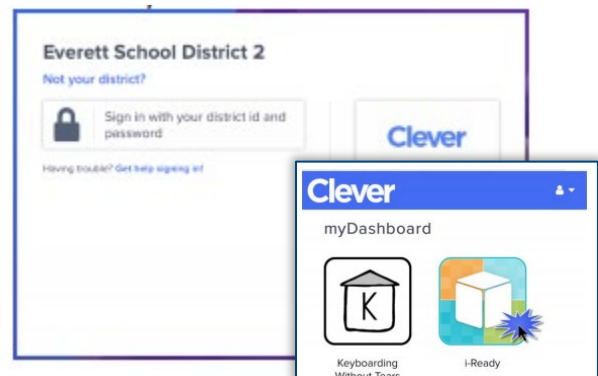 Everett School District 2
Not your district?
Sign in with your district id and
password
Having trouble? Get help signing in!
Clever
Clever
myDashboard
K
Keyboarding
Without Tears
i-Ready